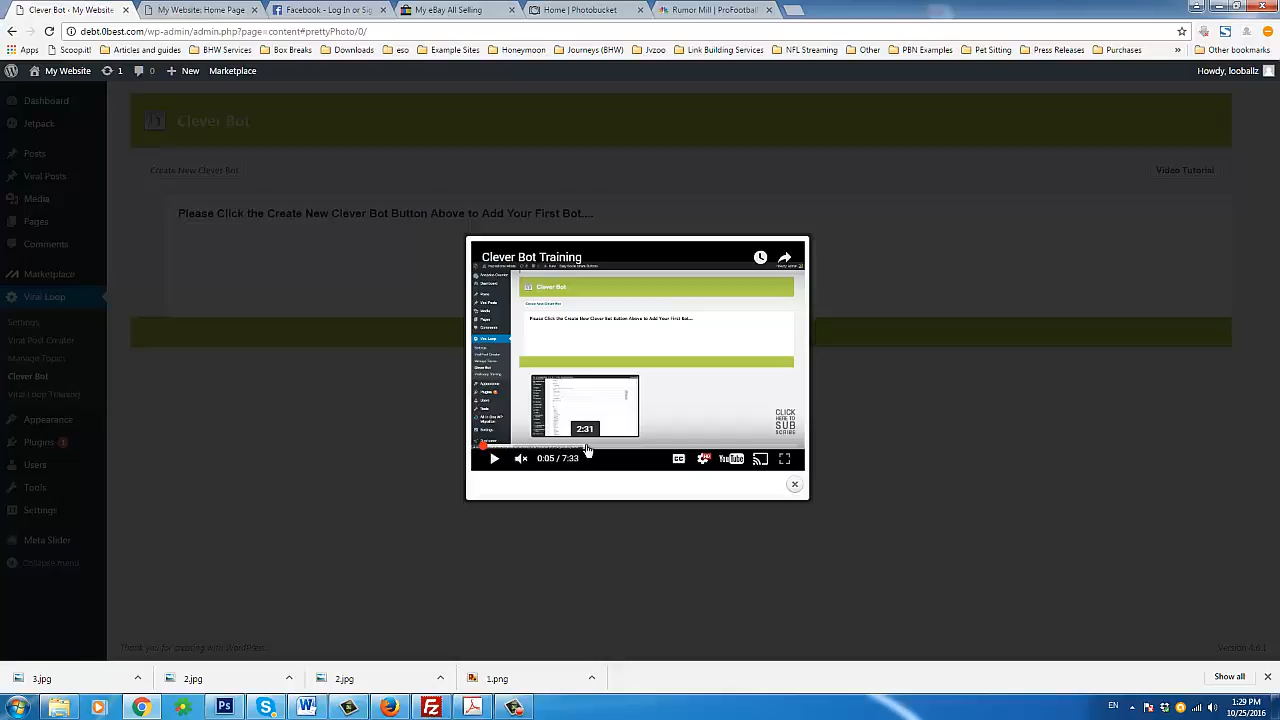 Clever Bot ‹ My Website
My Website: Home Page
Facebook - Log In or Sig
My eBay All Selling
Home | Photobucket
Rumor Mill | ProFootball
debt.0best.com/wp-admin/admin.php?page=content#prettyPhoto/0/
Apps
Scoop.it!
Articles and guides
BHW Services
Box Breaks
Downloads
eso
Example Sites
Honeymoon
Journeys (BHW)
Jvzoo
Link Building Services
NFL Streaming
Other
PBN Examples
Pet Sitting
Press Releases
Purchases
»
Other bookmarks
My Website
1
0
New
Marketplace
Howdy, looballz
Dashboard
Jetpack
Posts
Viral Posts
Media
Pages
Comments
Marketplace
Viral Loop
Settings
Viral Post Creator
Manage Topics
Clever Bot
Viral Loop Training
Appearance
Plugins 1
Users
Tools
Settings
Meta Slider
Collapse menu
Clever Bot
Create New Clever Bot
Video Tutorial
Please Click the Create New Clever Bot Button Above to Add Your First Bot....
Clever Bot Training
Clever Bot
Create New Clever Bot
Please Click the Create New Clever Bot Button Above to Add Your First Bot....
CLICK
HERE TO
SUB
SCRIBE
2:31
0:05 / 7:33
CC
HD
YouTube
Thank you for creating with WordPress.
Version 4.6.1
3.jpg
2.jpg
2.jpg
1.png
Show all
EN
1:29 PM
10/25/2016